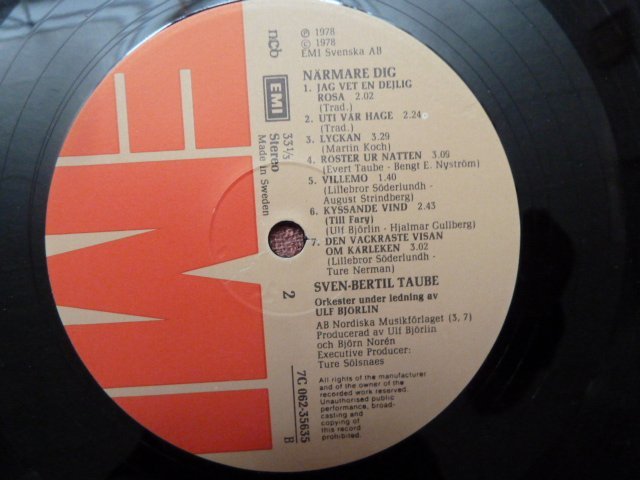 ℗ 1978
© 1978
EMI Svenska AB
ncb
EMI
33⅓
Stereo
Made in Sweden
NÄRMARE DIG
1. JAG VET EN DEJLIG
ROSA 2.02
(Trad.)
2. UTI VÅR HAGE 2.24
(Trad.)
3. LYCKAN 3.29
(Martin Koch)
4. RÖSTER UR NATTEN 3.09
(Evert Taube - Bengt E. Nyström)
5. VILLEMO 1.40
(Lillebror Söderlundh -
August Strindberg)
6. KYSSANDE VIND 2.43
(Till Fary)
(Ulf Björlin - Hjalmar Gullberg)
7. DEN VACKRASTE VISAN
OM KÄRLEKEN 3.02
(Lillebror Söderlundh -
Ture Nerman)
2
SVEN-BERTIL TAUBE
Orkester under ledning av
ULF BJÖRLIN
AB Nordiska Musikförlaget (3, 7)
Producerad av Ulf Björlin
och Björn Norén
Executive Producer:
Ture Sölsnaes
7C 062-35635
B
All rights of the manufacturer
and of the owner of the
recorded work reserved.
Unauthorised public
performance, broad-
casting and
copying of
this record
prohibited.
EMI